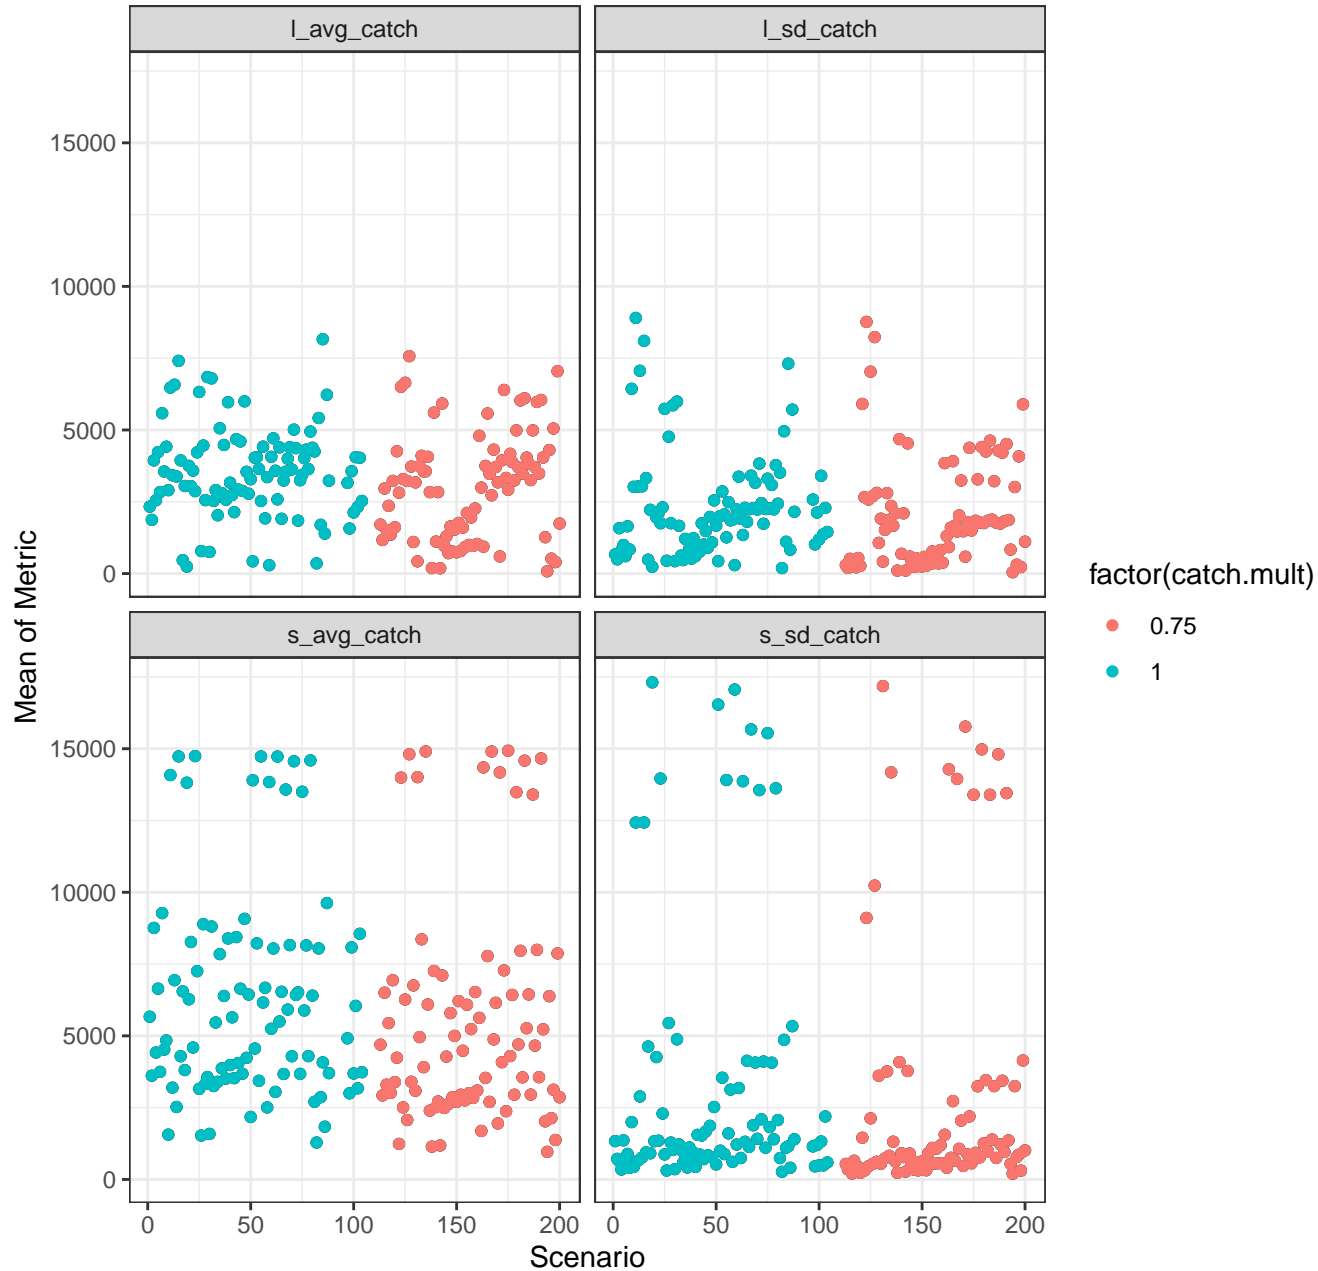 l_avg_catch
l_sd_catch
15000
10000
5000
0
s_avg_catch
s_sd_catch
15000
10000
5000
0
0 50 100 150 200
0 50 100 150 200
Scenario
Mean of Metric
factor(catch.mult)
0.75
1